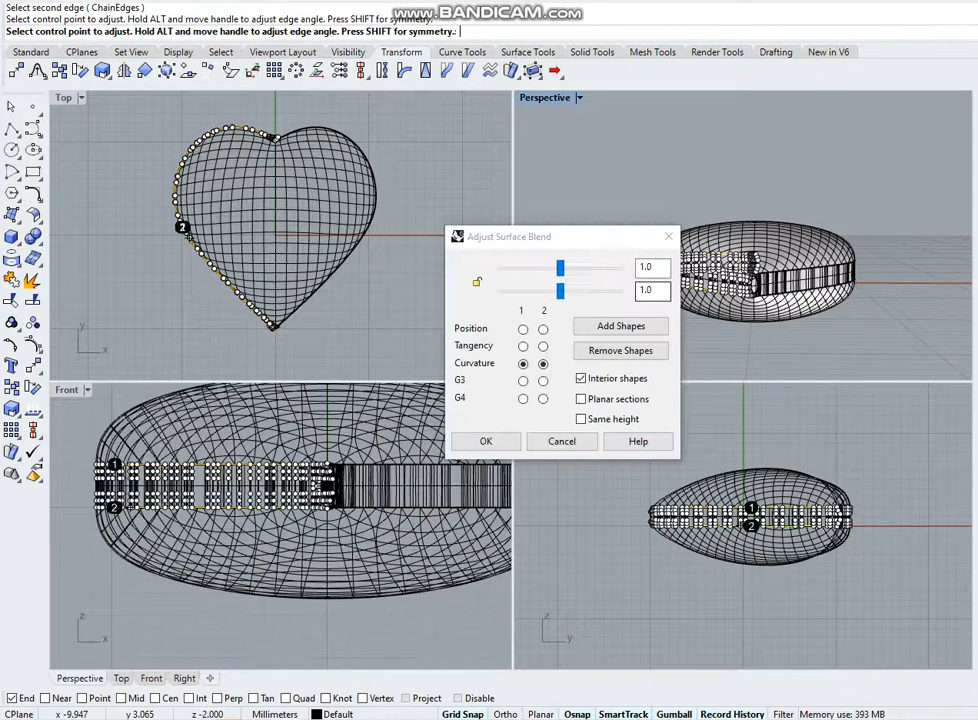 Select second edge ( ChainEdges )
www.BANDICAM.com
Select control point to adjust. Hold ALT and move handle to adjust edge angle. Press SHIFT for symmetry.:
Select control point to adjust. Hold ALT and move handle to adjust edge angle. Press SHIFT for symmetry.:
Standard CPlanes Set View Display Select Viewport Layout Visibility Transform Curve Tools Surface Tools Solid Tools Mesh Tools Render Tools Drafting New in V6
Top
Perspective
2
Adjust Surface Blend
1.0
1.0
1 2
Position
Add Shapes
Tangency
Remove Shapes
Curvature
G3
Interior shapes
G4
Planar sections
Same height
OK Cancel Help
y
x
Front
1
2
1
2
z
x
z
y
Perspective Top Front Right
End Near Point Mid Cen Int Perp Tan Quad Knot Vertex Project Disable
CPlane x -9.947 y 3.065 z -2.000 Millimeters Default Grid Snap Ortho Planar Osnap SmartTrack Gumball Record History Filter Memory use: 393 MB